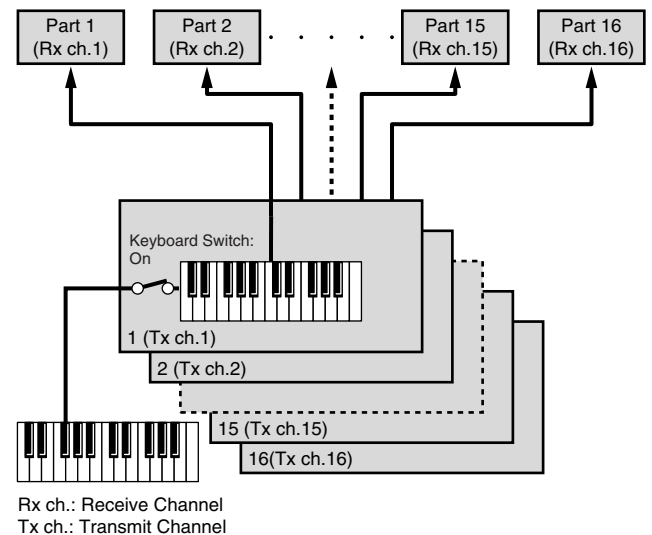 Part 1
(Rx ch.1)
Part 2
(Rx ch.2)
Part 15
(Rx ch.15)
Part 16
(Rx ch.16)
Keyboard Switch:
On
1 (Tx ch.1)
2 (Tx ch.2)
15 (Tx ch.15)
16(Tx ch.16)
Rx ch.: Receive Channel
Tx ch.: Transmit Channel